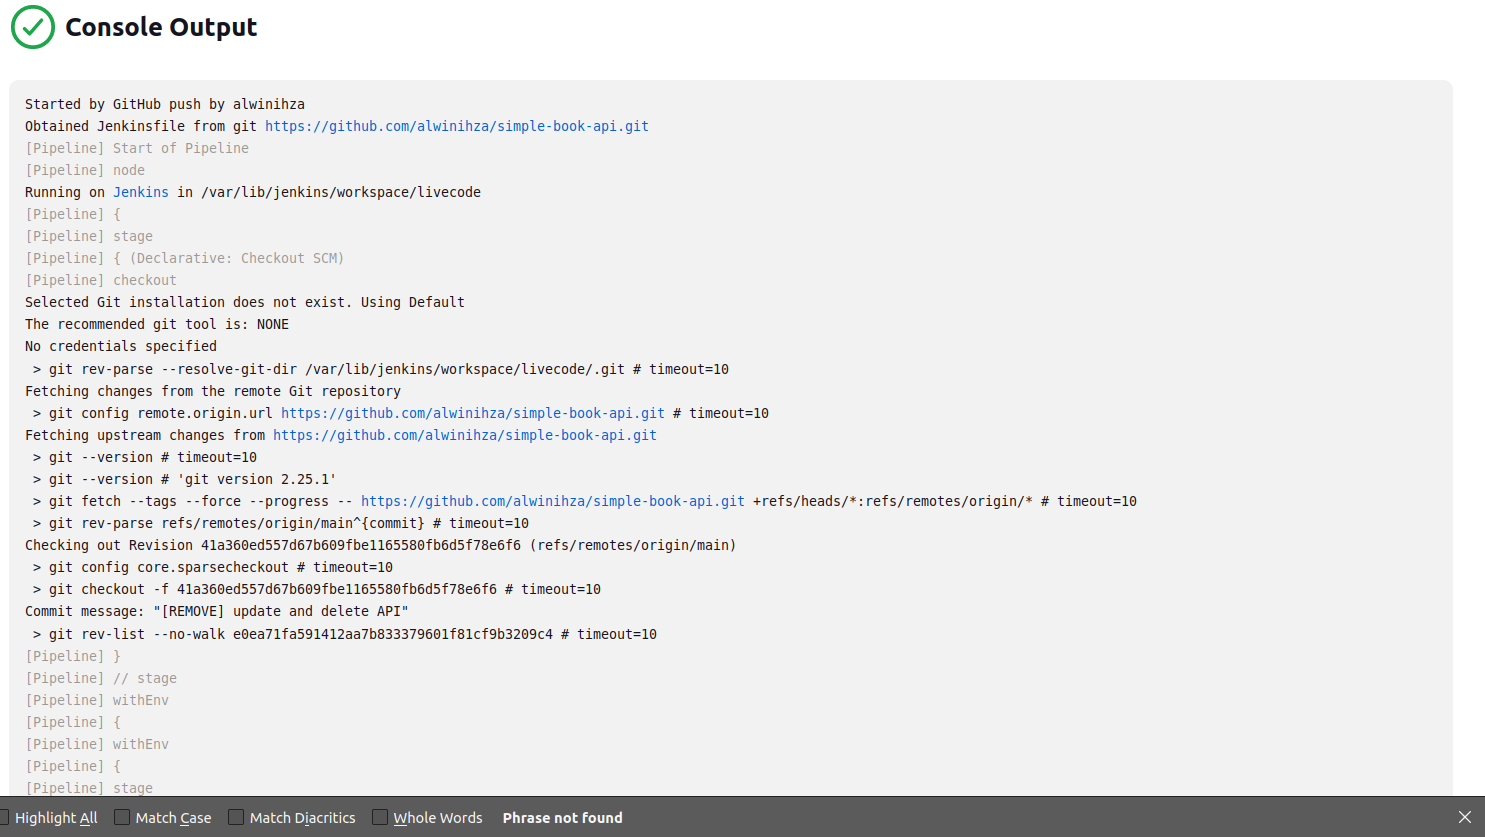 Console Output
Started by GitHub push by alwinihza
Obtained Jenkinsfile from git https://github.com/alwinihza/simple-book-api.git
[Pipeline] Start of Pipeline
[Pipeline] node
Running on Jenkins in /var/lib/jenkins/workspace/livecode
[Pipeline] {
[Pipeline] stage
[Pipeline] { (Declarative: Checkout SCM)
[Pipeline] checkout
Selected Git installation does not exist. Using Default
The recommended git tool is: NONE
No credentials specified
 > git rev-parse --resolve-git-dir /var/lib/jenkins/workspace/livecode/.git # timeout=10
Fetching changes from the remote Git repository
 > git config remote.origin.url https://github.com/alwinihza/simple-book-api.git # timeout=10
Fetching upstream changes from https://github.com/alwinihza/simple-book-api.git
 > git --version # timeout=10
 > git --version # 'git version 2.25.1'
 > git fetch --tags --force --progress -- https://github.com/alwinihza/simple-book-api.git +refs/heads/*:refs/remotes/origin/* # timeout=10
 > git rev-parse refs/remotes/origin/main^{commit} # timeout=10
Checking out Revision 41a360ed557d67b609fbe1165580fb6d5f78e6f6 (refs/remotes/origin/main)
 > git config core.sparsecheckout # timeout=10
 > git checkout -f 41a360ed557d67b609fbe1165580fb6d5f78e6f6 # timeout=10
Commit message: "[REMOVE] update and delete API"
 > git rev-list --no-walk e0ea71fa591412aa7b833379601f81cf9b3209c4 # timeout=10
[Pipeline] }
[Pipeline] // stage
[Pipeline] withEnv
[Pipeline] {
[Pipeline] withEnv
[Pipeline] {
[Pipeline] stage
Highlight All Match Case Match Diacritics Whole Words Phrase not found